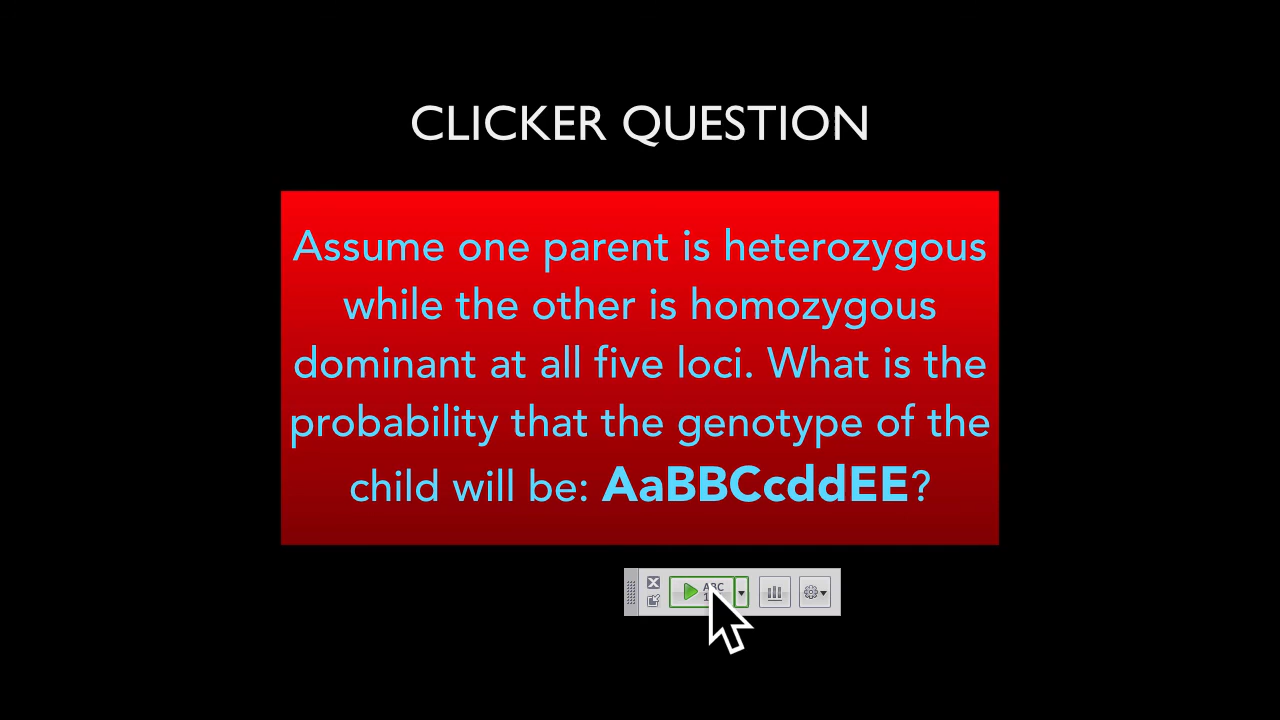 CLICKER QUESTION
Assume one parent is heterozygous
while the other is homozygous
dominant at all five loci. What is the
probability that the genotype of the
child will be: AaBBCcddEE?
ABC